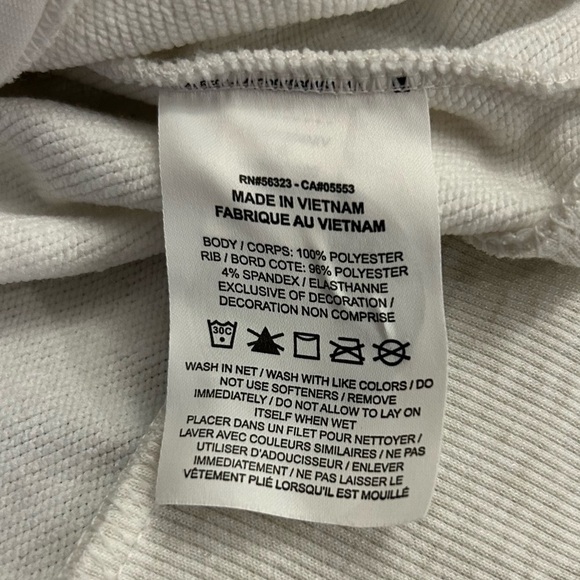 RN#56323 - CA#05553
MADE IN VIETNAM
FABRIQUE AU VIETNAM
BODY / CORPS: 100% POLYESTER
RIB / BORD COTE: 96% POLYESTER
4% SPANDEX / ELASTHANNE
EXCLUSIVE OF DECORATION /
DECORATION NON COMPRISE
30C
WASH IN NET / WASH WITH LIKE COLORS / DO
NOT USE SOFTENERS / REMOVE
IMMEDIATELY / DO NOT ALLOW TO LAY ON
ITSELF WHEN WET
PLACER DANS UN FILET POUR NETTOYER /
LAVER AVEC COULEURS SIMILAIRES / NE PAS
UTILISER D'ADOUCISSEUR / ENLEVER
IMMEDIATEMENT / NE PAS LAISSER LE
VÊTEMENT PLIÉ LORSQU'IL EST MOUILLÉ